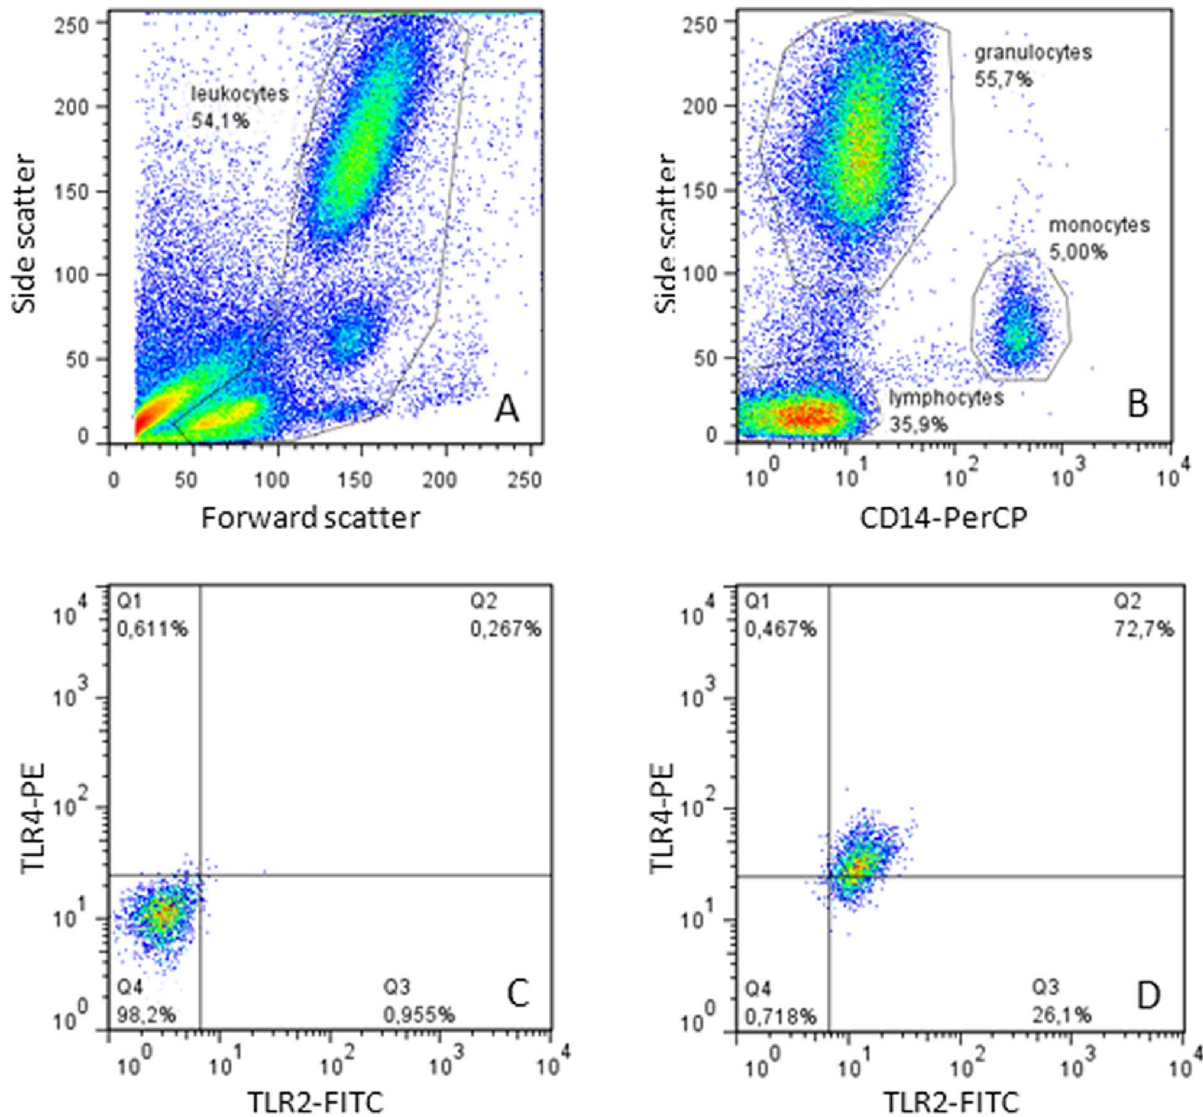 250
200
150
100
50
0
Side scatter
leukocytes
54,1%
A
0 50 100 150 200 250
Forward scatter
250
200
150
100
50
0
Side scatter
granulocytes
55,7%
monocytes
5,00%
lymphocytes
35,9%
B
10^0 10^1 10^2 10^3 10^4
CD14-PerCP
10^4
10^3
10^2
10^1
10^0
TLR4-PE
Q1
0,611%
Q2
0,267%
Q4
98,2%
Q3
0,955%
C
10^0 10^1 10^2 10^3 10^4
TLR2-FITC
10^4
10^3
10^2
10^1
10^0
TLR4-PE
Q1
0,467%
Q2
72,7%
Q4
0,718%
Q3
26,1%
D
10^0 10^1 10^2 10^3 10^4
TLR2-FITC